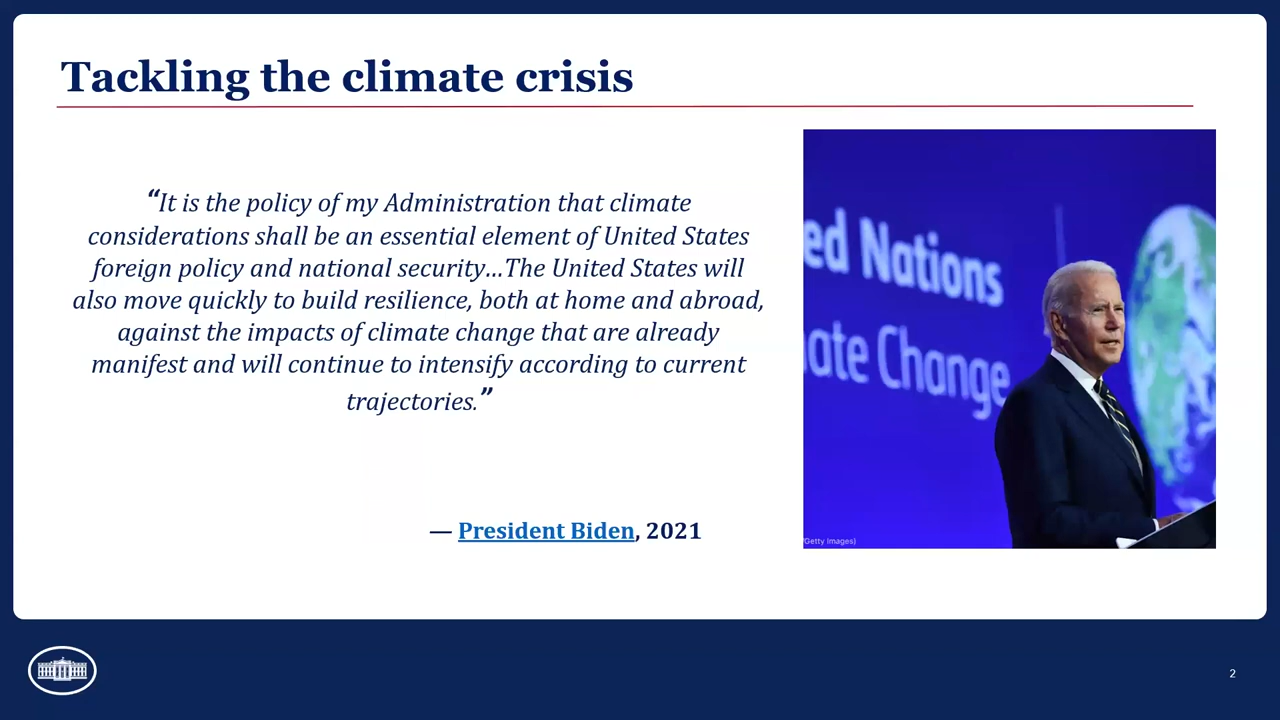 Tackling the climate crisis
“It is the policy of my Administration that climate
considerations shall be an essential element of United States
foreign policy and national security…The United States will
also move quickly to build resilience, both at home and abroad,
against the impacts of climate change that are already
manifest and will continue to intensify according to current
trajectories.”
— President Biden, 2021
ed Nations
ate Change
Getty Images)
2